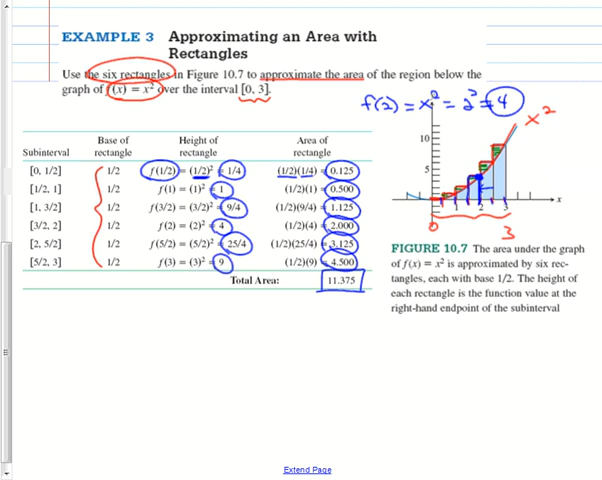 EXAMPLE 3 Approximating an Area with
Rectangles
Use the six rectangles in Figure 10.7 to approximate the area of the region below the
graph of f(x) = x² over the interval [0, 3].
f(2) = x² = 2² = 4
x²
Base of Height of Area of
Subinterval rectangle rectangle rectangle
[0, 1/2] 1/2 f(1/2) = (1/2)² = 1/4 (1/2)(1/4) = 0.125
[1/2, 1] 1/2 f(1) = (1)² = 1 (1/2)(1) = 0.500
[1, 3/2] 1/2 f(3/2) = (3/2)² = 9/4 (1/2)(9/4) = 1.125
[3/2, 2] 1/2 f(2) = (2)² = 4 (1/2)(4) = 2.000
[2, 5/2] 1/2 f(5/2) = (5/2)² = 25/4 (1/2)(25/4) = 3.125
[5/2, 3] 1/2 f(3) = (3)² = 9 (1/2)(9) = 4.500
Total Area: 11.375
10
5
1 2 3 x
0 3
FIGURE 10.7 The area under the graph
of f(x) = x² is approximated by six rec-
tangles, each with base 1/2. The height of
each rectangle is the function value at the
right-hand endpoint of the subinterval
Extend Page